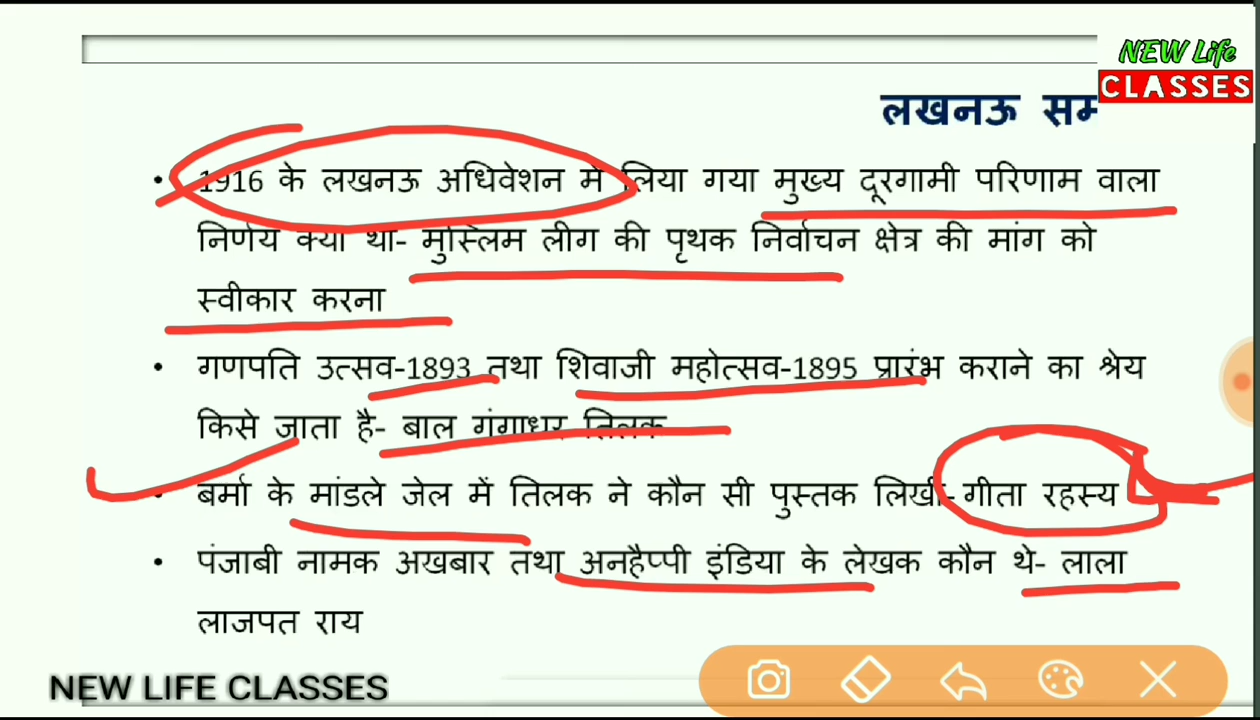 NEW Life
CLASSES
लखनऊ
• 1916 के लखनऊ अधिवेशन में लिया गया मुख्य दूरगामी परिणाम वाला
निर्णय क्या था- मुस्लिम लीग की पृथक निर्वाचन क्षेत्र की मांग को
स्वीकार करना
• गणपति उत्सव-1893 तथा शिवाजी महोत्सव-1895 प्रारंभ कराने का श्रेय
किसे जाता है- बाल गंगाधर तिलक
• बर्मा के मांडले जेल में तिलक ने कौन सी पुस्तक लिखी- गीता रहस्य
• पंजाबी नामक अखबार तथा अनहैप्पी इंडिया के लेखक कौन थे- लाला
लाजपत राय
NEW LIFE CLASSES